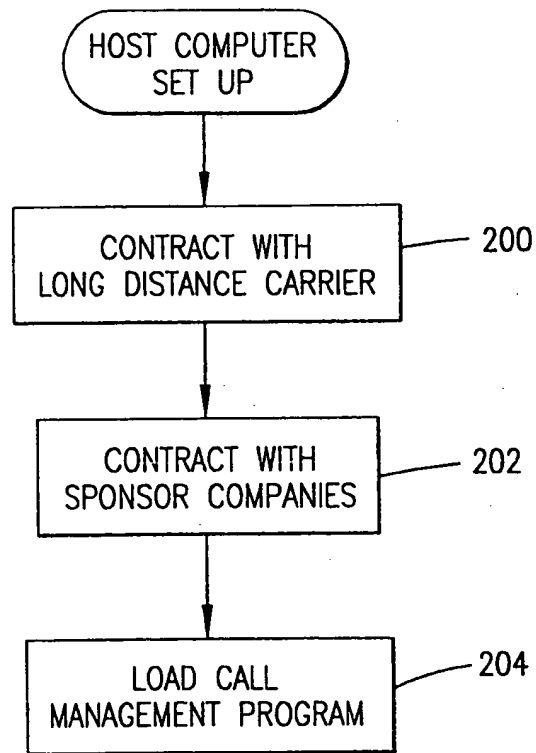 HOST COMPUTER
SET UP
CONTRACT WITH
LONG DISTANCE CARRIER
200
CONTRACT WITH
SPONSOR COMPANIES
202
LOAD CALL
MANAGEMENT PROGRAM
204